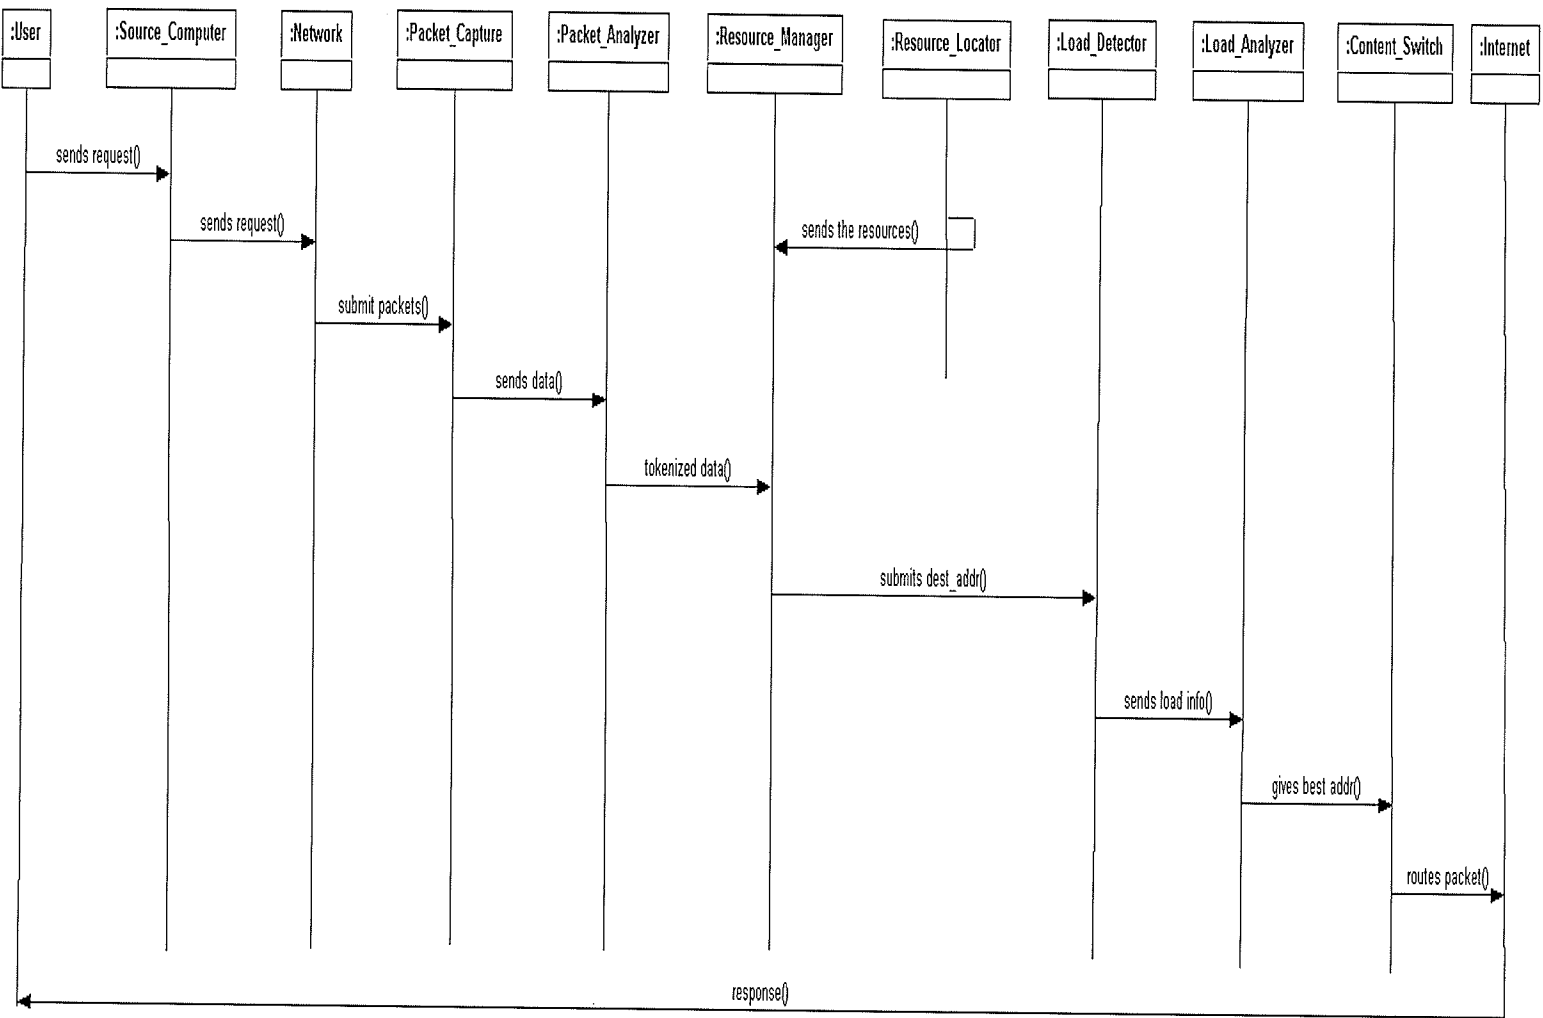 :User
:Source_Computer
:Network
:Packet_Capture
:Packet_Analyzer
:Resource_Manager
:Resource_Locator
:Load_Detector
:Load_Analyzer
:Content_Switch
:Internet
sends request()
sends request()
sends the resources()
submit packets()
sends data()
tokenized data()
submits dest_addr()
sends load info()
gives best addr()
routes packet()
response()